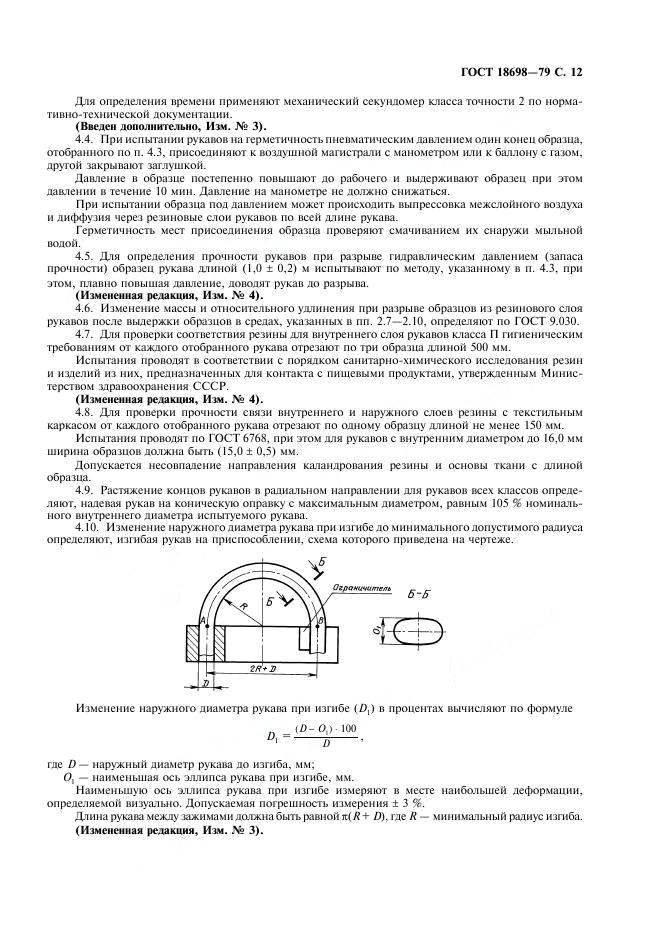 ГОСТ 18698—79 С. 12
Для определения времени применяют механический секундомер класса точности 2 по норма-
тивно-технической документации.
(Введен дополнительно, Изм. № 3).
4.4. При испытании рукавов на герметичность пневматическим давлением один конец образца,
отобранного по п. 4.3, присоединяют к воздушной магистрали с манометром или к баллону с газом,
другой закрывают заглушкой.
Давление в образце постепенно повышают до рабочего и выдерживают образец при этом
давлении в течение 10 мин. Давление на манометре не должно снижаться.
При испытании образца под давлением может происходить выпрессовка межслойного воздуха
и диффузия через резиновые слои рукавов по всей длине рукава.
Герметичность мест присоединения образца проверяют смачиванием их снаружи мыльной
водой.
4.5. Для определения прочности рукавов при разрыве гидравлическим давлением (запаса
прочности) образец рукава длиной (1,0 ± 0,2) м испытывают по методу, указанному в п. 4.3, при
этом, плавно повышая давление, доводят рукав до разрыва.
(Измененная редакция, Изм. № 4).
4.6. Изменение массы и относительного удлинения при разрыве образцов из резинового слоя
рукавов после выдержки образцов в средах, указанных в пп. 2.7—2.10, определяют по ГОСТ 9.030.
4.7. Для проверки соответствия резины для внутреннего слоя рукавов класса П гигиеническим
требованиям от каждого отобранного рукава отрезают по три образца длиной 500 мм.
Испытания проводят в соответствии с порядком санитарно-химического исследования резин
и изделий из них, предназначенных для контакта с пищевыми продуктами, утвержденным Минис-
терством здравоохранения СССР.
(Измененная редакция, Изм. № 4).
4.8. Для проверки прочности связи внутреннего и наружного слоев резины с текстильным
каркасом от каждого отобранного рукава отрезают по одному образцу длиной не менее 150 мм.
Испытания проводят по ГОСТ 6768, при этом для рукавов с внутренним диаметром до 16,0 мм
ширина образцов должна быть (15,0 ± 0,5) мм.
Допускается несовпадение направления каландрования резины и основы ткани с длиной
образца.
4.9. Растяжение концов рукавов в радиальном направлении для рукавов всех классов опреде-
ляют, надевая рукав на коническую оправку с максимальным диаметром, равным 105 % номиналь-
ного внутреннего диаметра испытуемого рукава.
4.10. Изменение наружного диаметра рукава при изгибе до минимального допустимого радиуса
определяют, изгибая рукав на приспособлении, схема которого приведена на чертеже.
Б
Ограничитель
Б–Б
Б
R
А
В
О₁
2R+D
D
Изменение наружного диаметра рукава при изгибе (D₁) в процентах вычисляют по формуле
D₁ = (D – O₁) · 100 / D ,
где D — наружный диаметр рукава до изгиба, мм;
O₁ — наименьшая ось эллипса рукава при изгибе, мм.
Наименьшую ось эллипса рукава при изгибе измеряют в месте наибольшей деформации,
определяемой визуально. Допускаемая погрешность измерения ± 3 %.
Длина рукава между зажимами должна быть равной π(R + D), где R — минимальный радиус изгиба.
(Измененная редакция, Изм. № 3).